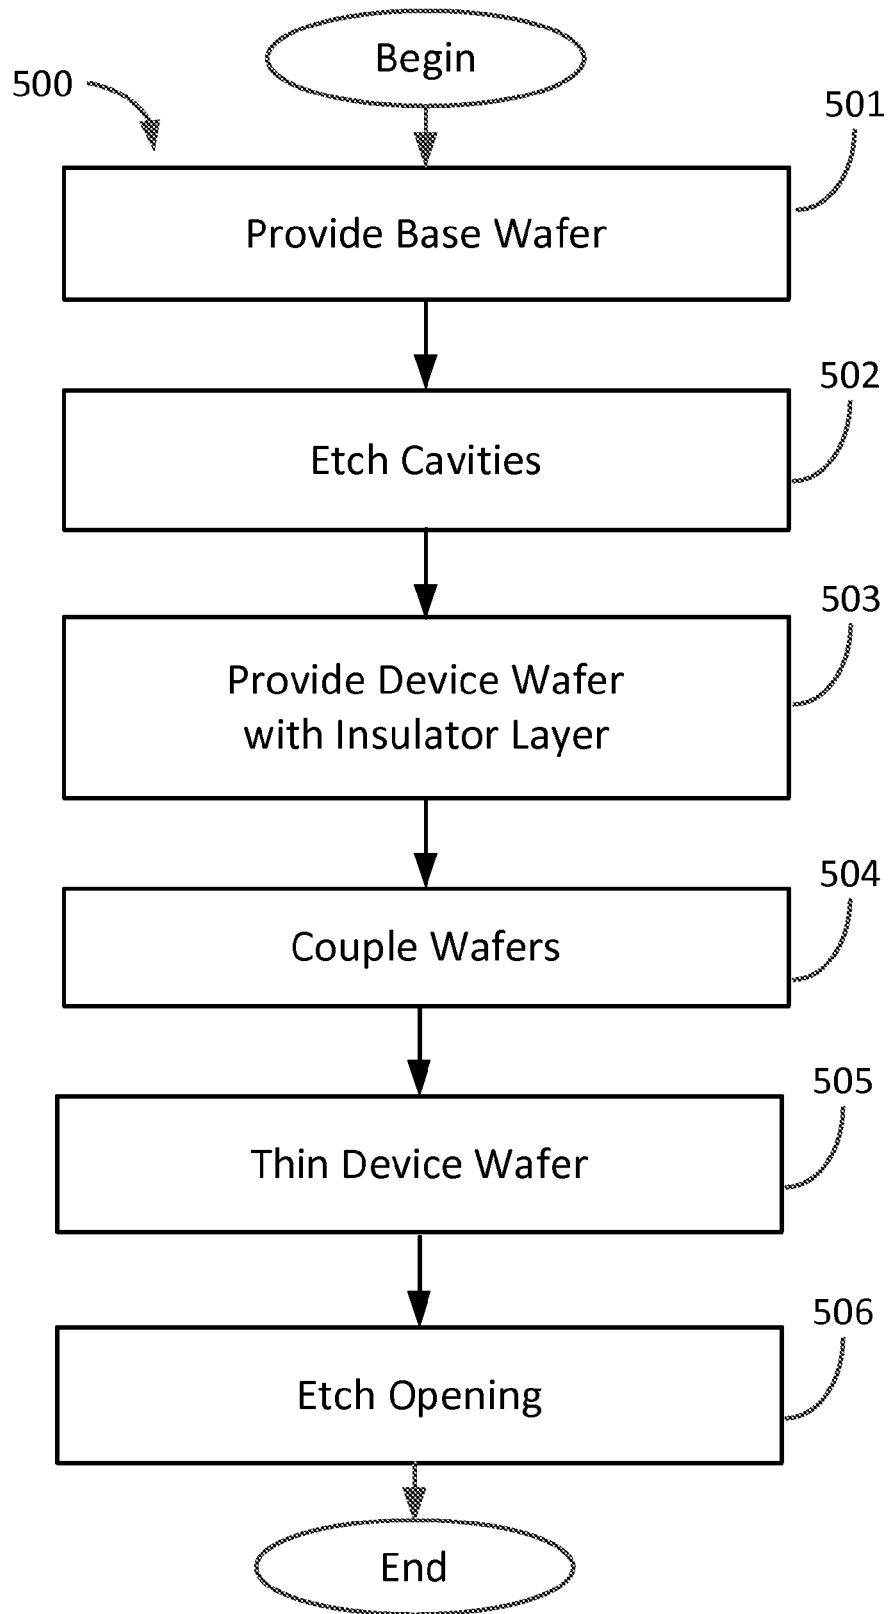 Begin
500
501
Provide Base Wafer
502
Etch Cavities
503
Provide Device Wafer
with Insulator Layer
504
Couple Wafers
505
Thin Device Wafer
506
Etch Opening
End